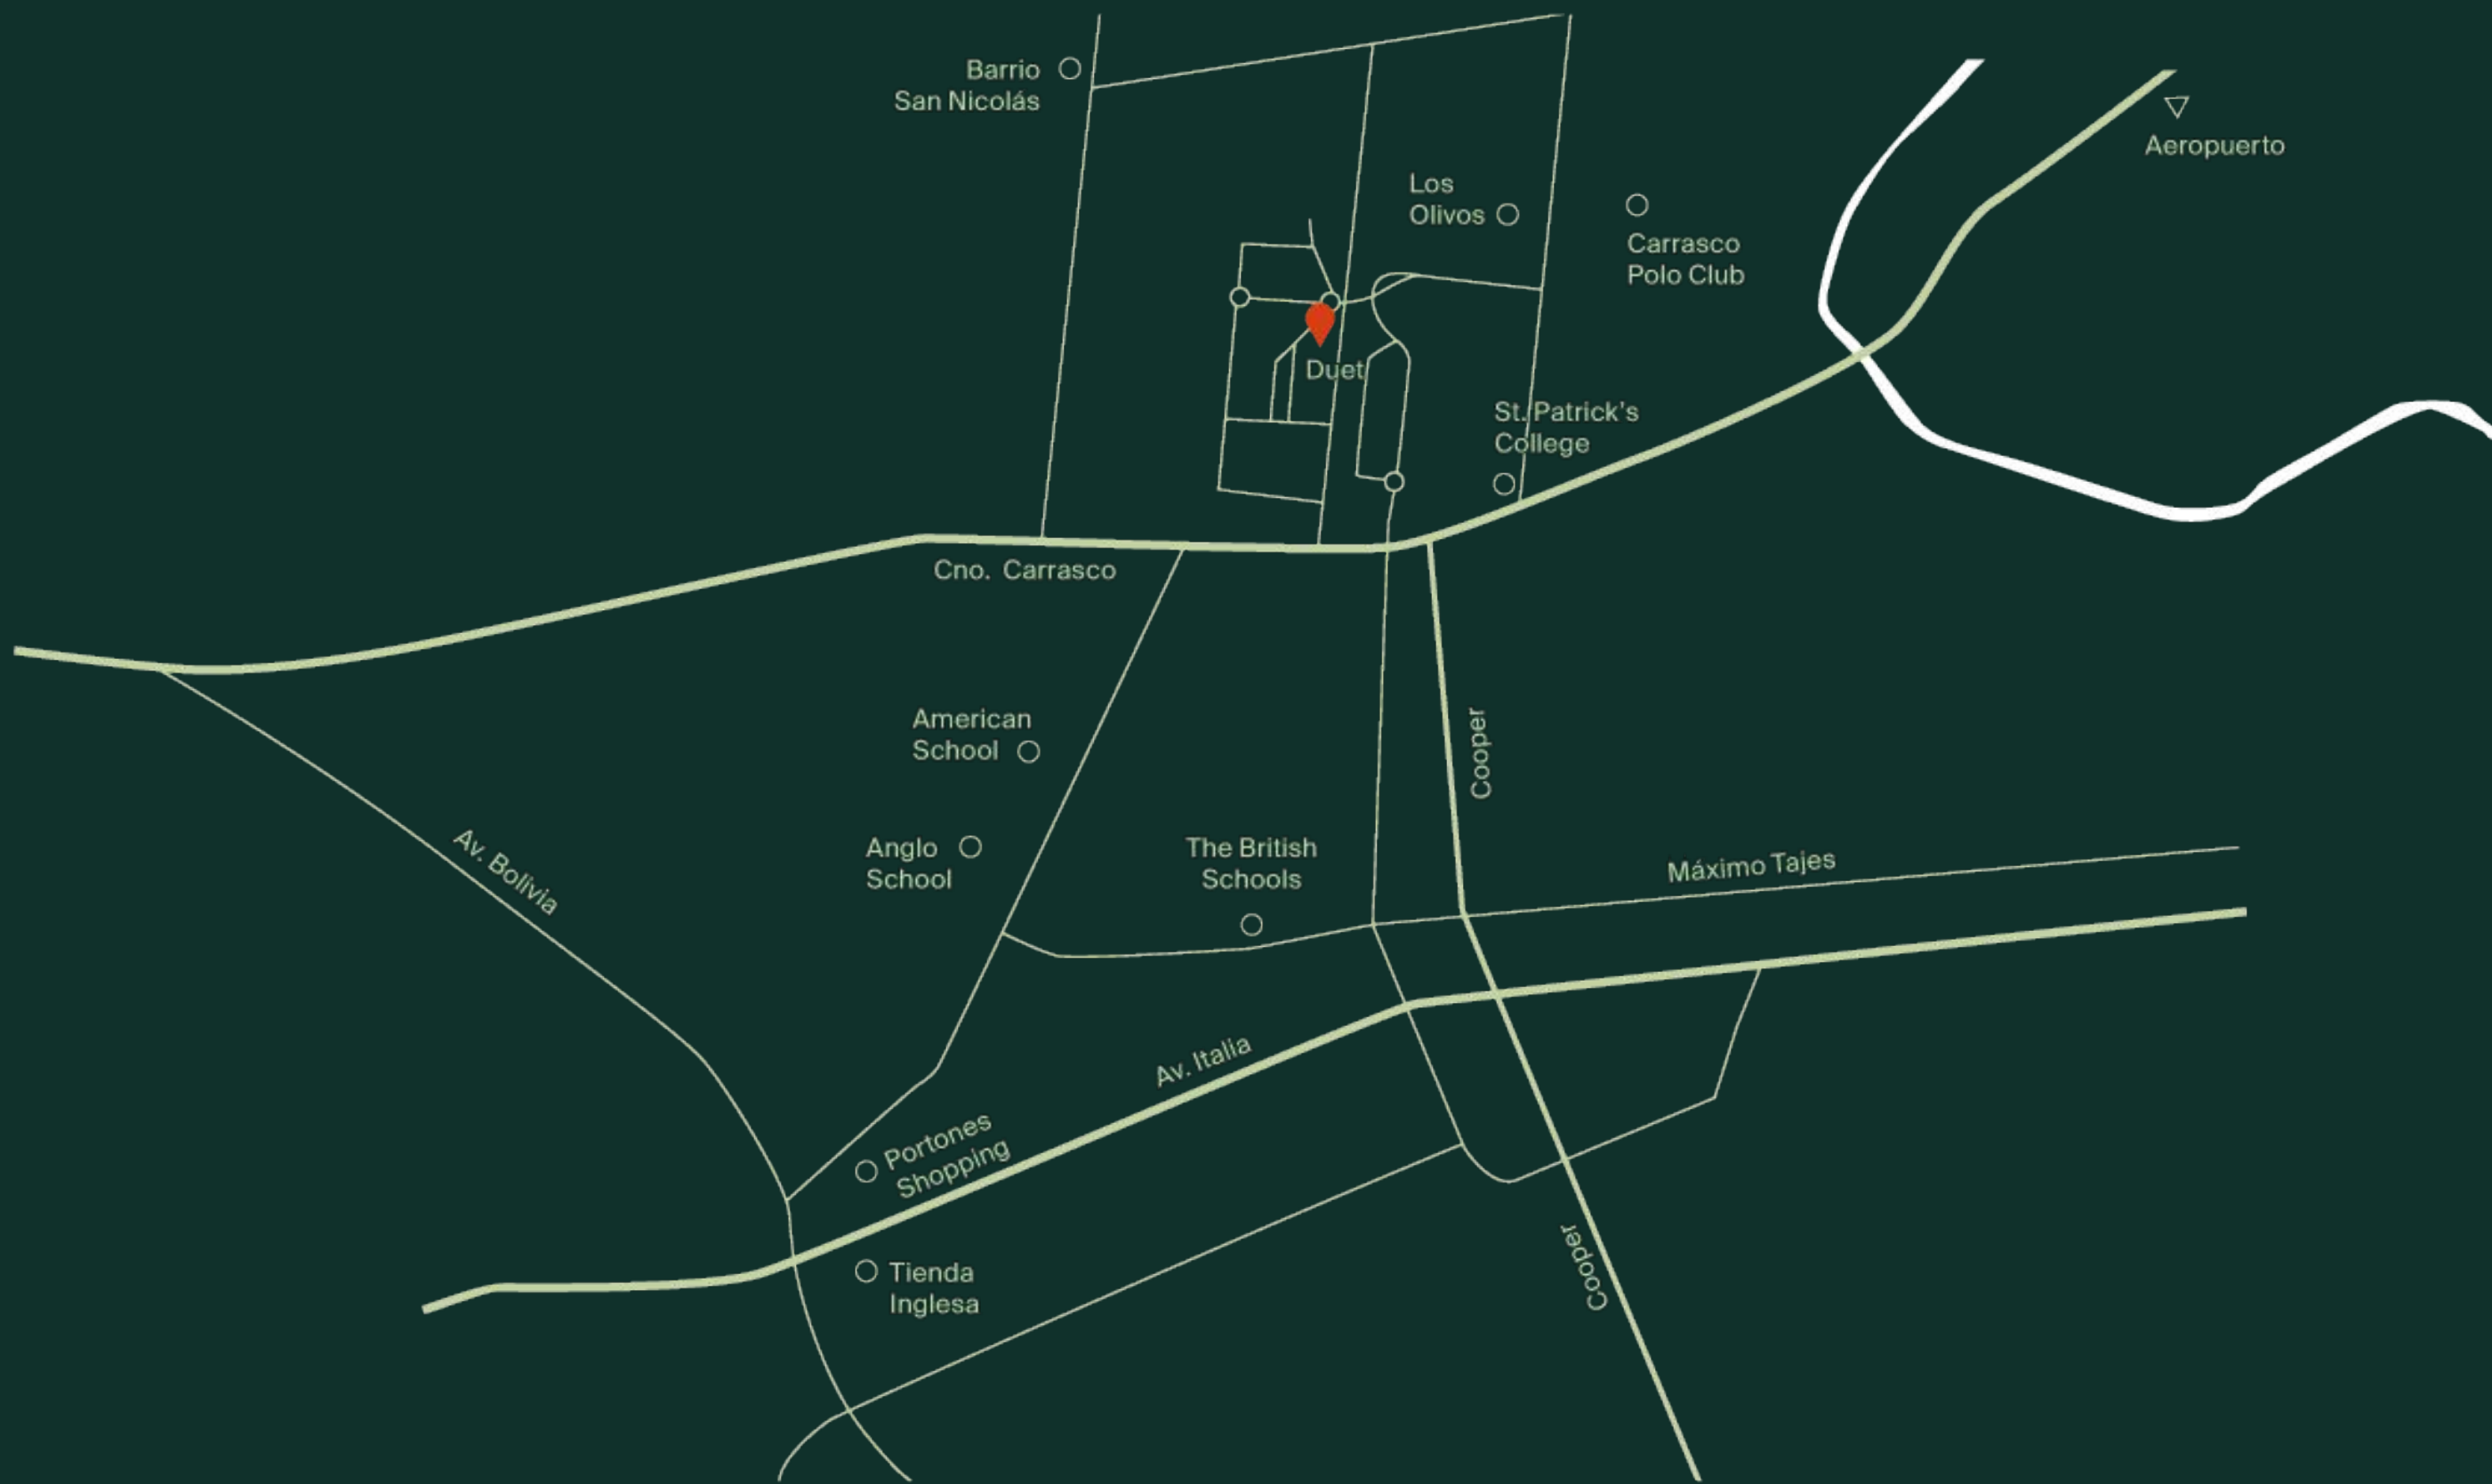 Barrio
San Nicolás
Aeropuerto
Los
Olivos
Carrasco
Polo Club
Duet
St. Patrick's
College
Cno. Carrasco
American
School
Cooper
Av. Bolivia
Anglo
School
The British
Schools
Máximo Tajes
Av. Italia
Portones
Shopping
Tienda
Inglesa
Cooper